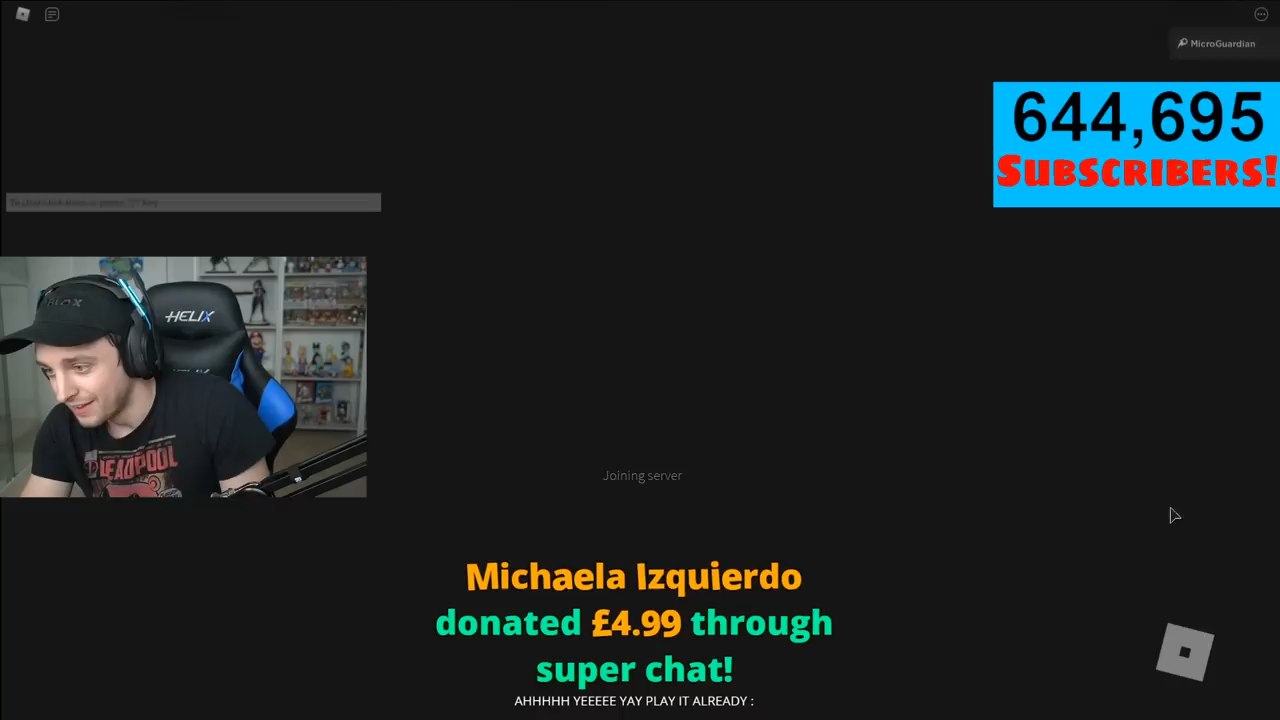 MicroGuardian
644,695
SUBSCRIBERS!
BLOX
HELIX
DEADPOOL
Joining server
Michaela Izquierdo
donated £4.99 through
super chat!
AHHHHH YEEEEE YAY PLAY IT ALREADY :